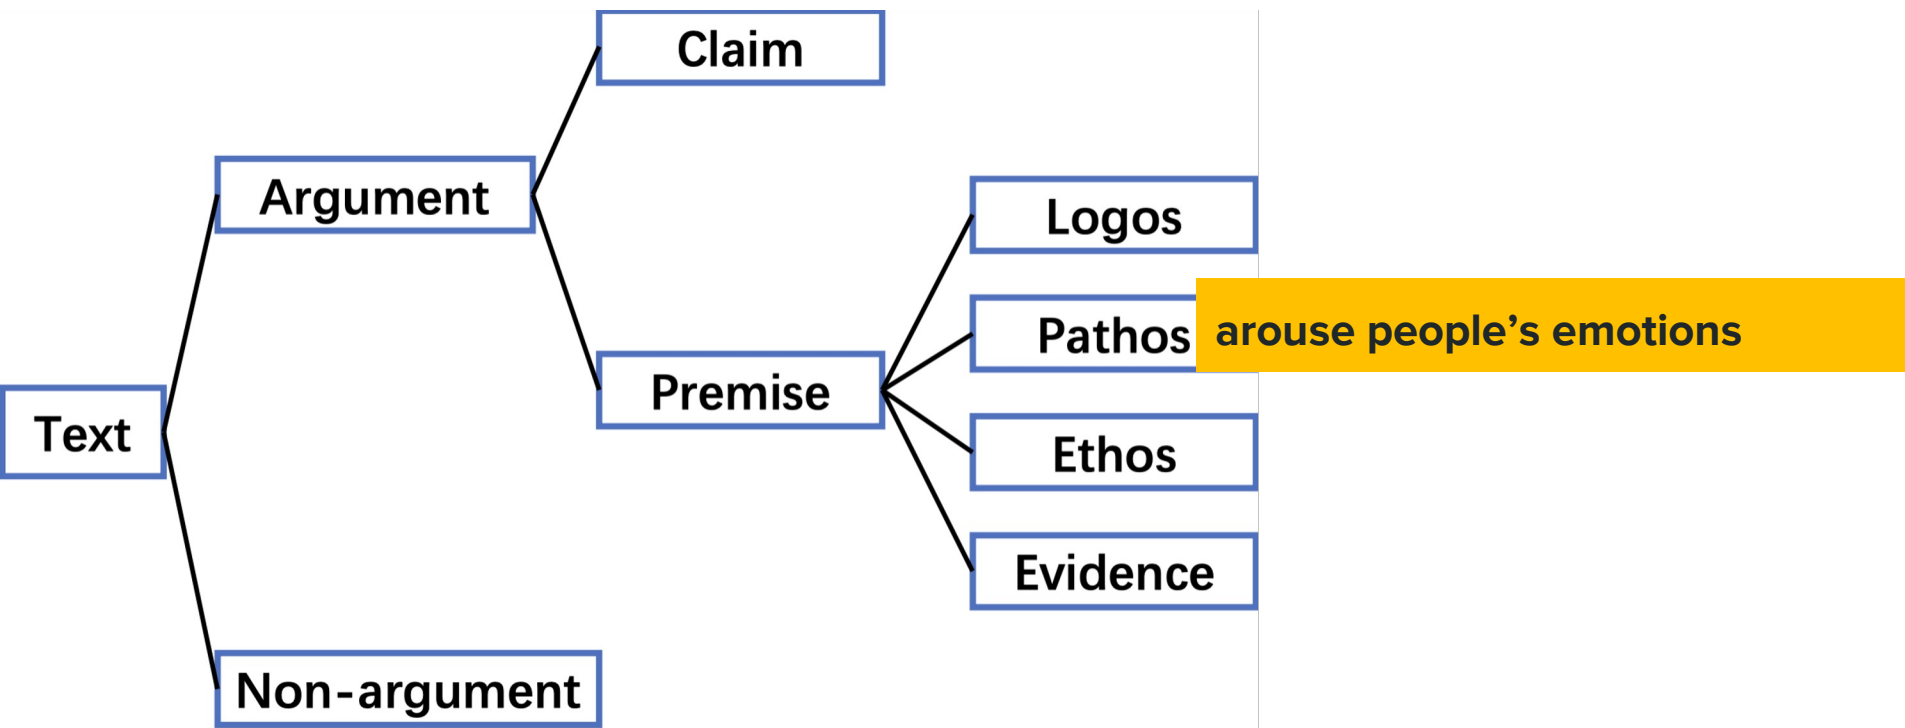 Claim
Argument
Logos
Pathos
arouse people’s emotions
Premise
Text
Ethos
Evidence
Non-argument